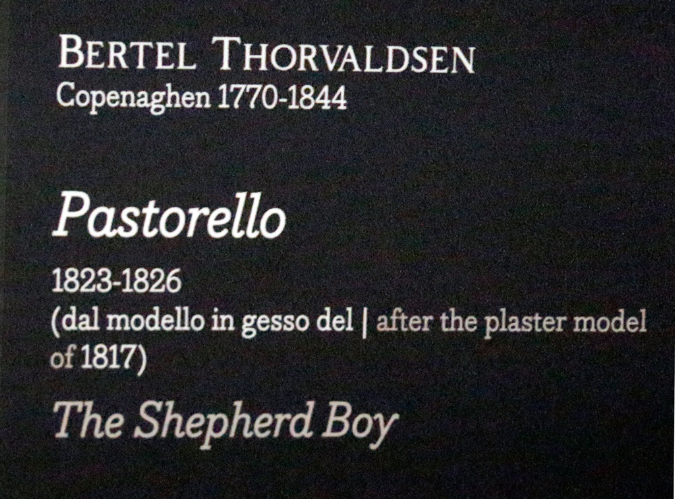 BERTEL THORVALDSEN
Copenaghen 1770-1844
Pastorello
1823-1826
(dal modello in gesso del | after the plaster model
of 1817)
The Shepherd Boy